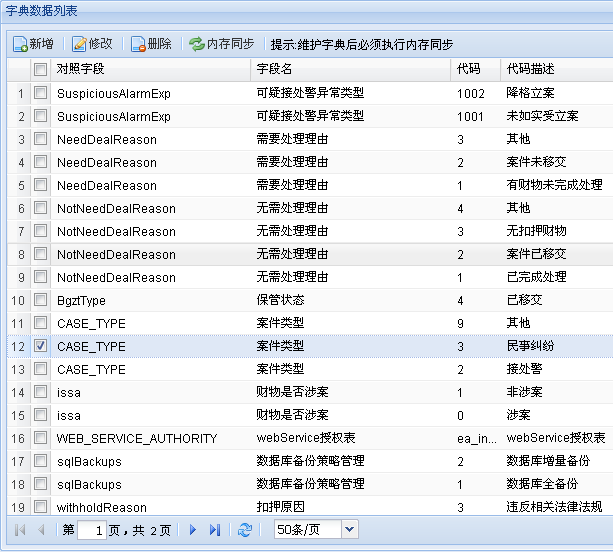 字典数据列表
新增 修改 删除 内存同步 提示:维护字典后必须执行内存同步
对照字段 字段名 代码 代码描述
1 SuspiciousAlarmExp 可疑接处警异常类型 1002 降格立案
2 SuspiciousAlarmExp 可疑接处警异常类型 1001 未如实受立案
3 NeedDealReason 需要处理理由 3 其他
4 NeedDealReason 需要处理理由 2 案件未移交
5 NeedDealReason 需要处理理由 1 有财物未完成处理
6 NotNeedDealReason 无需处理理由 4 其他
7 NotNeedDealReason 无需处理理由 3 无扣押财物
8 NotNeedDealReason 无需处理理由 2 案件已移交
9 NotNeedDealReason 无需处理理由 1 已完成处理
10 BgztType 保管状态 4 已移交
11 CASE_TYPE 案件类型 9 其他
12 CASE_TYPE 案件类型 3 民事纠纷
13 CASE_TYPE 案件类型 2 接处警
14 issa 财物是否涉案 1 非涉案
15 issa 财物是否涉案 0 涉案
16 WEB_SERVICE_AUTHORITY webService授权表 ea_in... webService授权表
17 sqlBackups 数据库备份策略管理 2 数据库增量备份
18 sqlBackups 数据库备份策略管理 1 数据库全备份
19 withholdReason 扣押原因 3 违反相关法律法规
第 1 页,共 2 页 50条/页